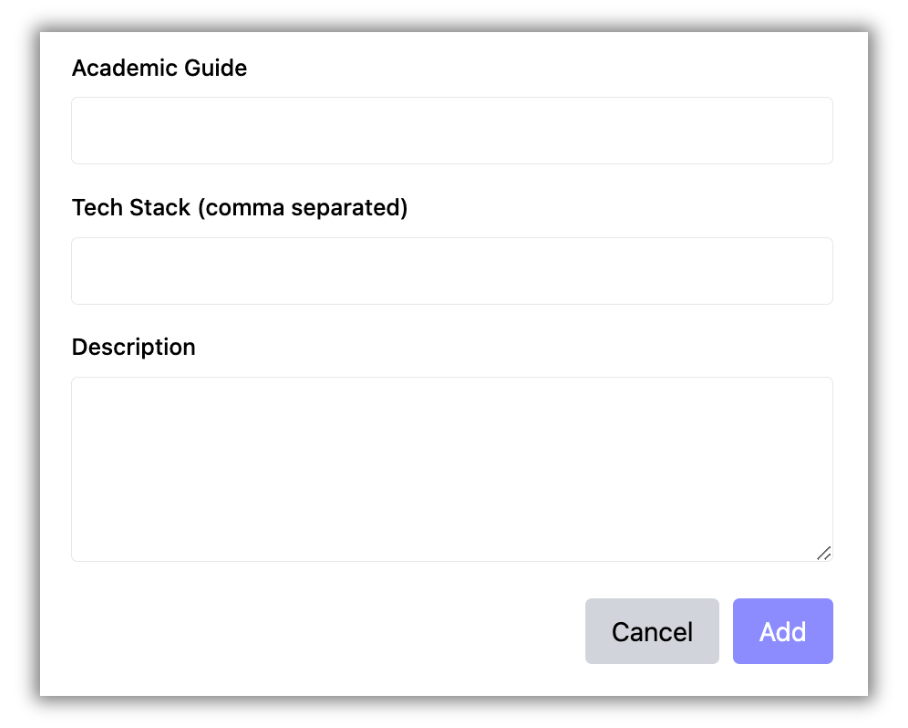 Academic Guide
Tech Stack (comma separated)
Description
Cancel Add